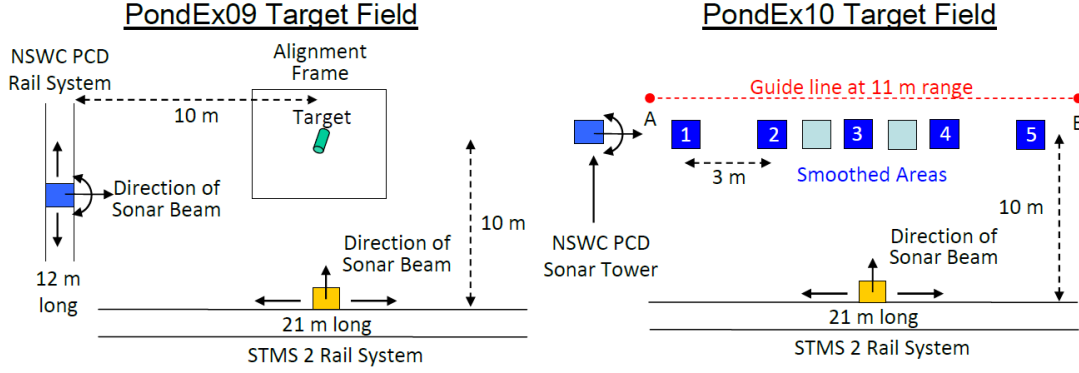 PondEx09 Target Field
NSWC PCD
Rail System
Alignment
Frame
10 m
Target
Direction of
Sonar Beam
10 m
Direction of
Sonar Beam
12 m
long
21 m long
STMS 2 Rail System
PondEx10 Target Field
Guide line at 11 m range
A
B
1
2
3
4
5
3 m
Smoothed Areas
10 m
NSWC PCD
Sonar Tower
Direction of
Sonar Beam
21 m long
STMS 2 Rail System